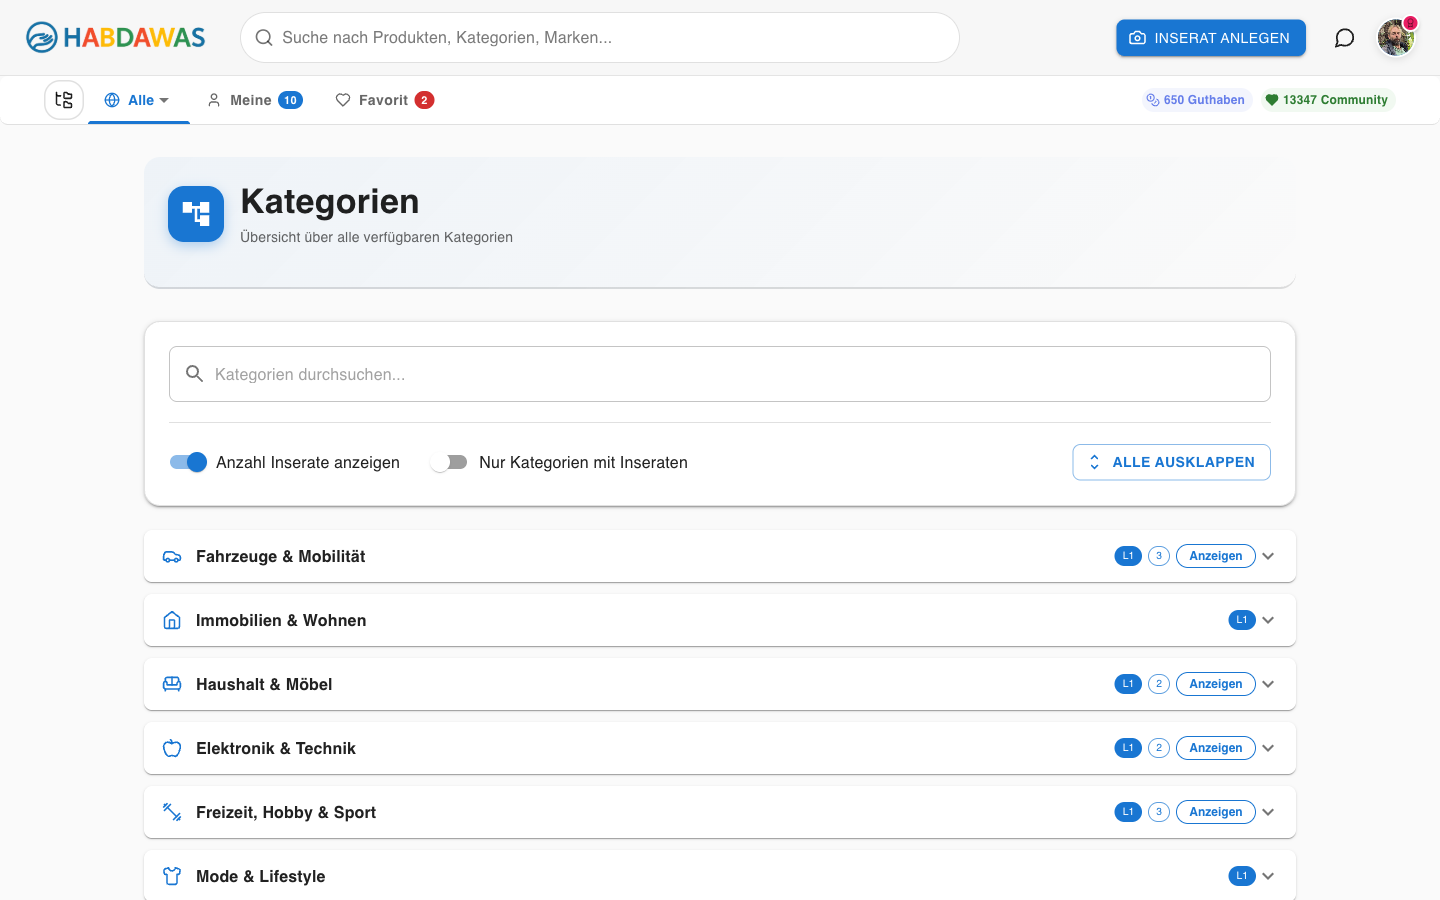 HABDAWAS
Suche nach Produkten, Kategorien, Marken...
INSERAT ANLEGEN
Alle
Meine 10
Favorit 2
650 Guthaben
13347 Community
Kategorien
Übersicht über alle verfügbaren Kategorien
Kategorien durchsuchen...
Anzahl Inserate anzeigen
Nur Kategorien mit Inseraten
ALLE AUSKLAPPEN
Fahrzeuge & Mobilität L1 3 Anzeigen
Immobilien & Wohnen L1
Haushalt & Möbel L1 2 Anzeigen
Elektronik & Technik L1 2 Anzeigen
Freizeit, Hobby & Sport L1 3 Anzeigen
Mode & Lifestyle L1